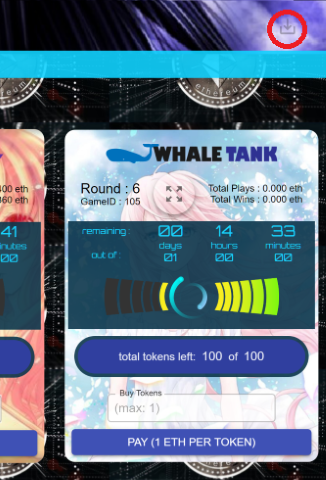 ethereum
WHALE TANK
400 eth
360 eth
Round : 6
GameID : 105
Total Plays : 0.000 eth
Total Wins : 0.000 eth
41
inutes
00
remaining :
00
14
33
days
hours
minutes
out of :
01
00
00
total tokens left: 100 of 100
Buy Tokens
(max: 1)
PAY (1 ETH PER TOKEN)